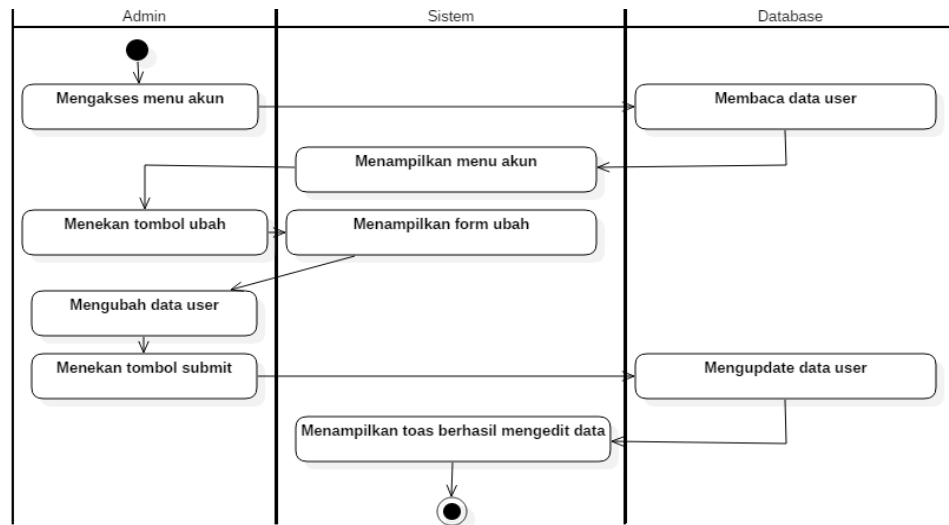 Admin
Sistem
Database
Mengakses menu akun
Membaca data user
Menampilkan menu akun
Menekan tombol ubah
Menampilkan form ubah
Mengubah data user
Menekan tombol submit
Mengupdate data user
Menampilkan toas berhasil mengedit data